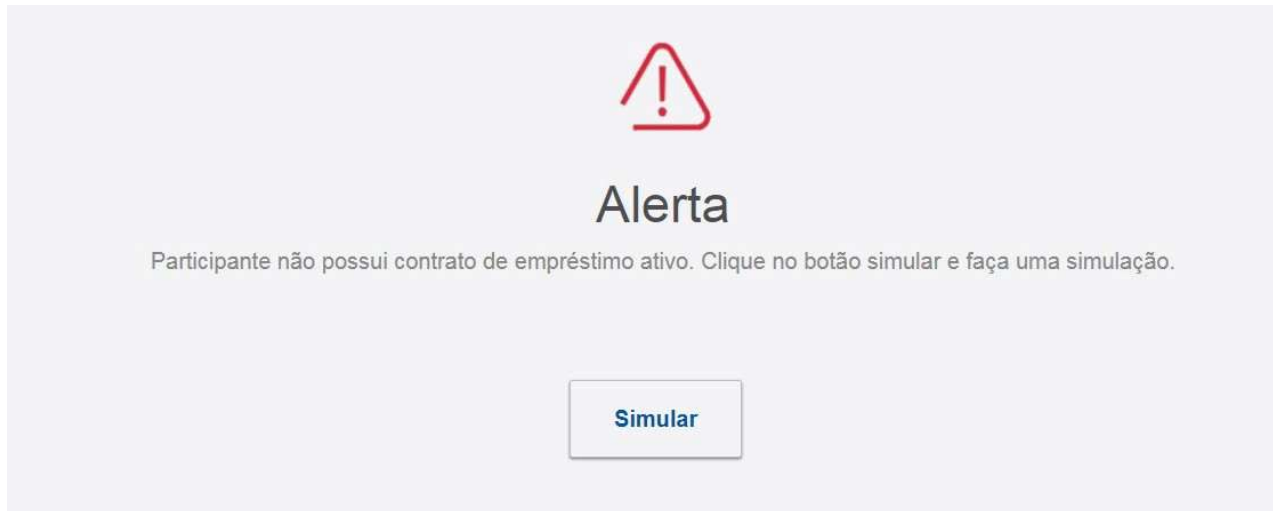 Alerta
Participante não possui contrato de empréstimo ativo. Clique no botão simular e faça uma simulação.
Simular